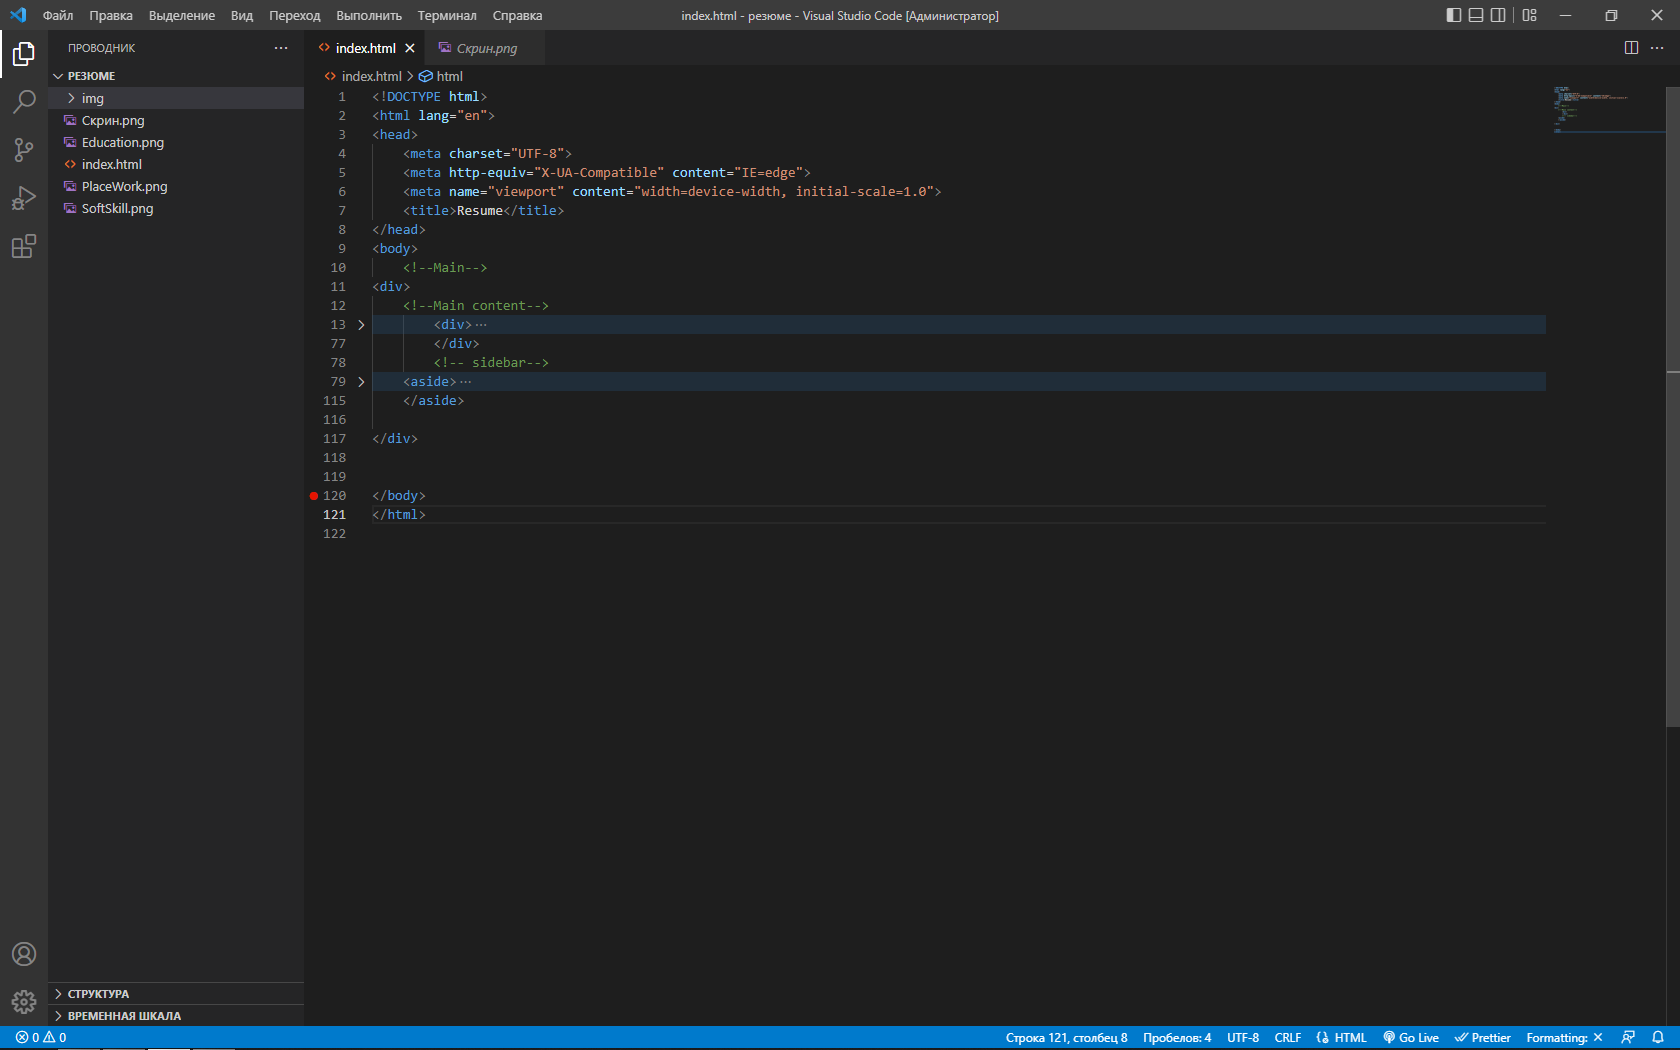 Файл Правка Выделение Вид Переход Выполнить Терминал Справка
index.html - резюме - Visual Studio Code [Администратор]
ПРОВОДНИК
РЕЗЮМЕ
img
Скрин.png
Education.png
index.html
PlaceWork.png
SoftSkill.png
СТРУКТУРА
ВРЕМЕННАЯ ШКАЛА
index.html Скрин.png
index.html > html
1 <!DOCTYPE html>
2 <html lang="en">
3 <head>
4 <meta charset="UTF-8">
5 <meta http-equiv="X-UA-Compatible" content="IE=edge">
6 <meta name="viewport" content="width=device-width, initial-scale=1.0">
7 <title>Resume</title>
8 </head>
9 <body>
10 <!--Main-->
11 <div>
12 <!--Main content-->
13 <div>...
77 </div>
78 <!-- sidebar-->
79 <aside>...
115 </aside>
116
117 </div>
118
119
120 </body>
121 </html>
122
0 0
Строка 121, столбец 8 Пробелов: 4 UTF-8 CRLF HTML Go Live Prettier Formatting: ×